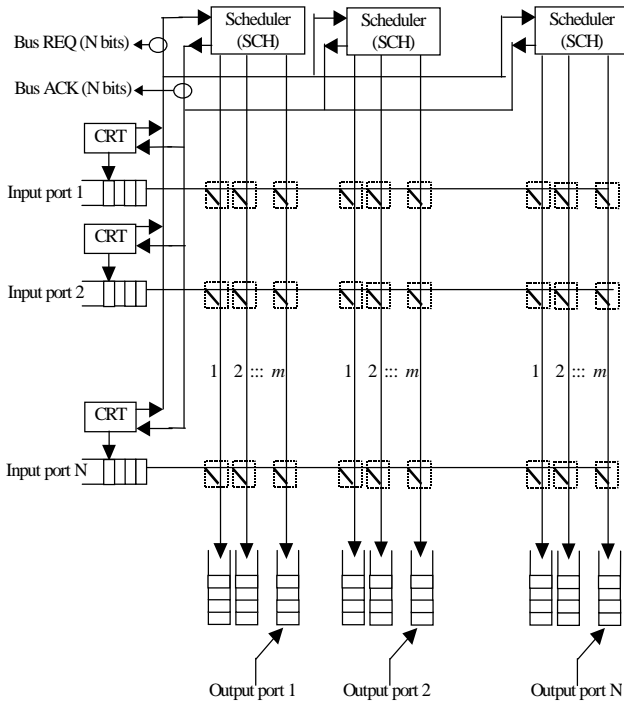 Scheduler
(SCH)
Scheduler
(SCH)
Scheduler
(SCH)
Bus REQ (N bits)
Bus ACK (N bits)
CRT
Input port 1
CRT
Input port 2
1 2 ::: m 1 2 ::: m 1 2 ::: m
CRT
Input port N
Output port 1 Output port 2 Output port N